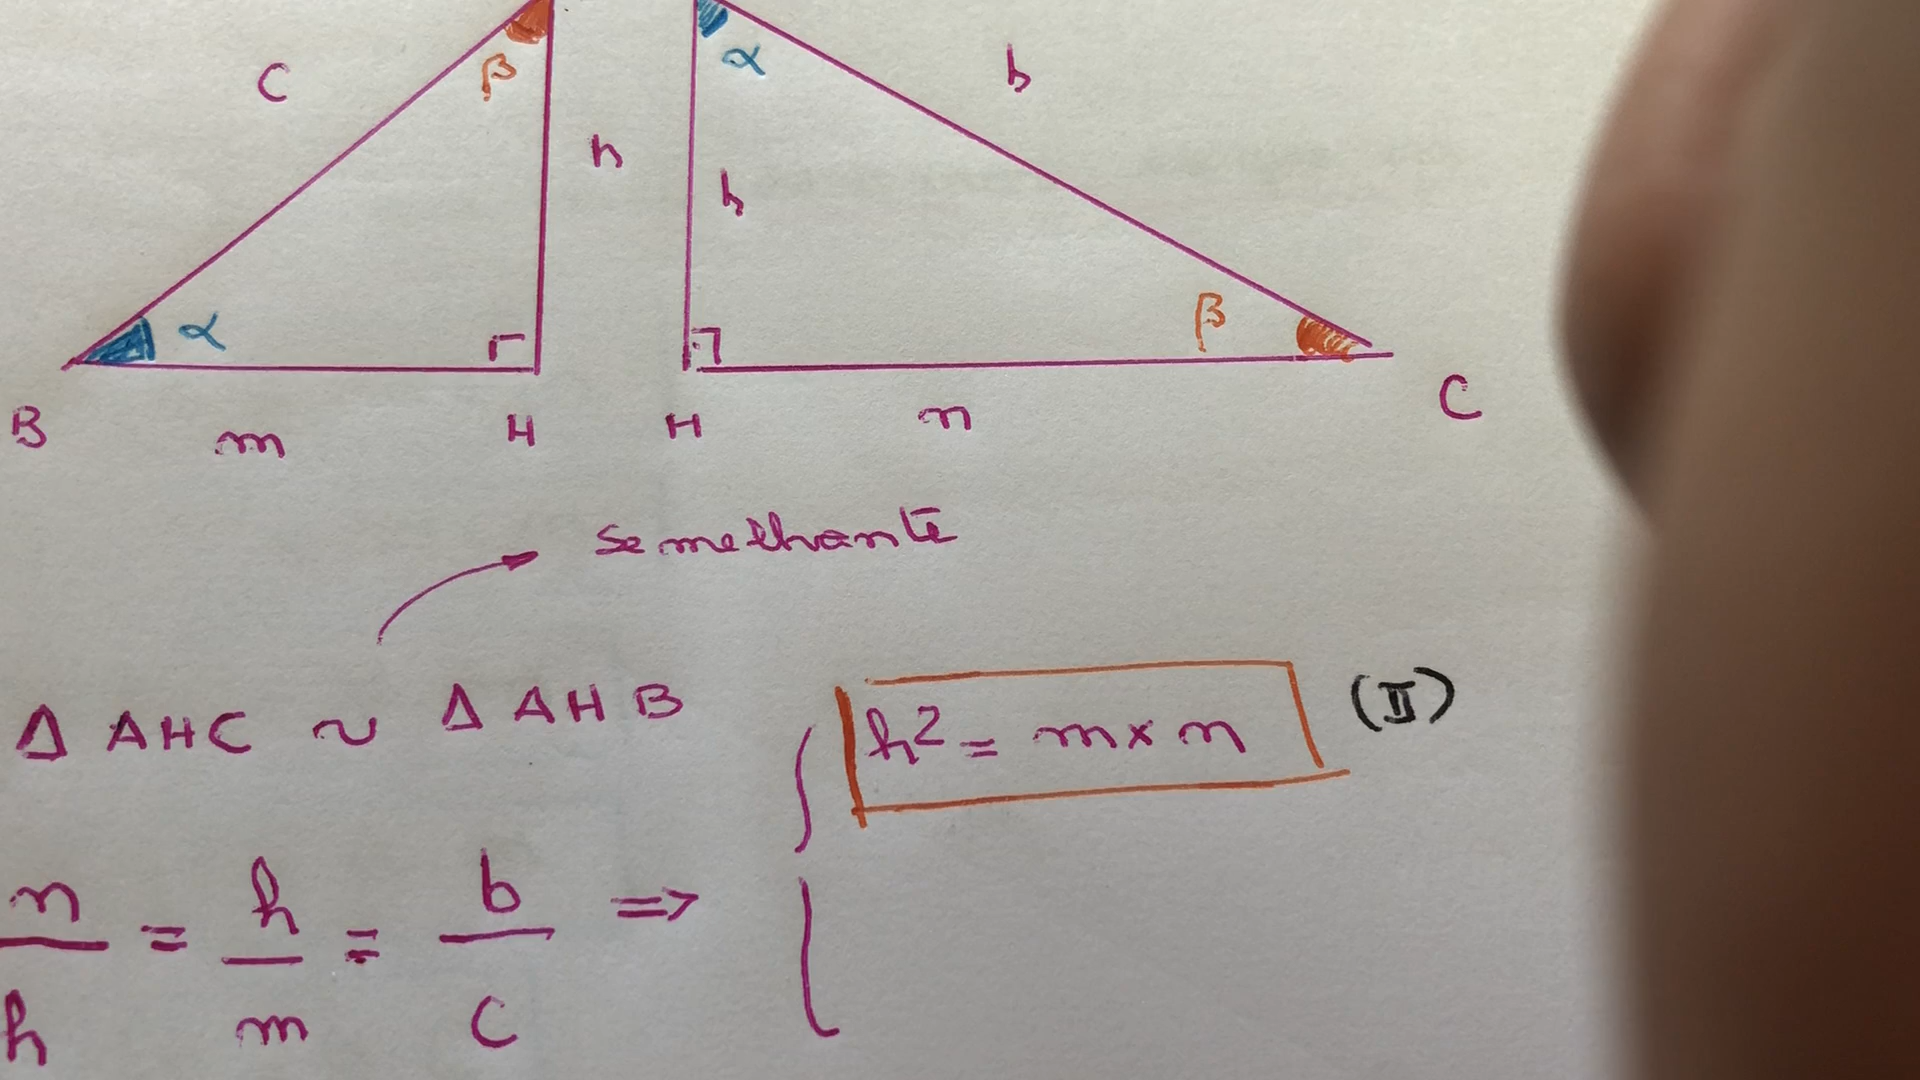 C β h α b
h
α β
B m H H n C
semelhante
Δ AHC ~ Δ AHB
h² = m × n (II)
n/h = h/m = b/c =>